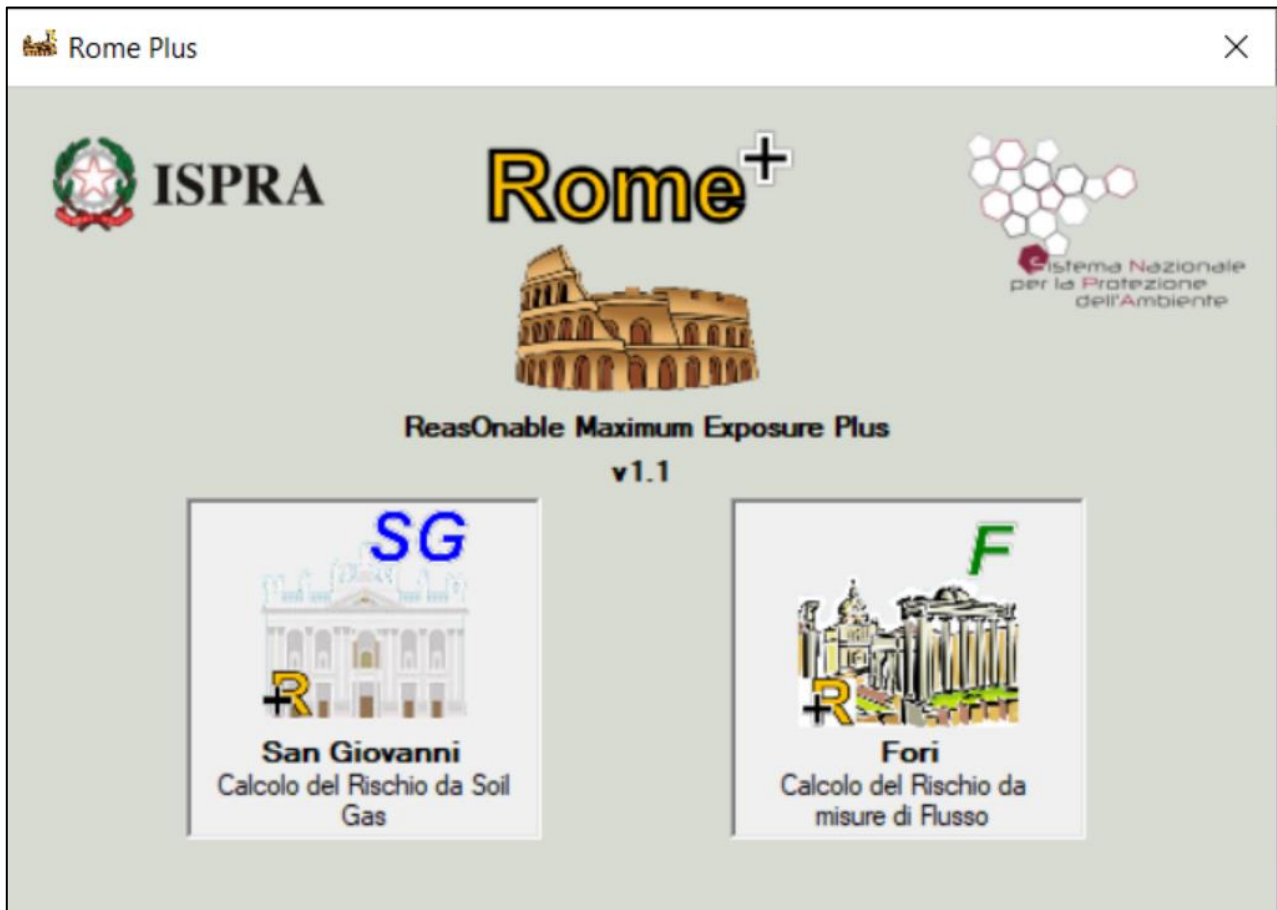 Rome Plus
ISPRA
Rome+
Sistema Nazionale
per la Protezione
dell'Ambiente
ReasOnable Maximum Exposure Plus
v1.1
SG
+R
San Giovanni
Calcolo del Rischio da Soil
Gas
F
+R
Fori
Calcolo del Rischio da
misure di Flusso